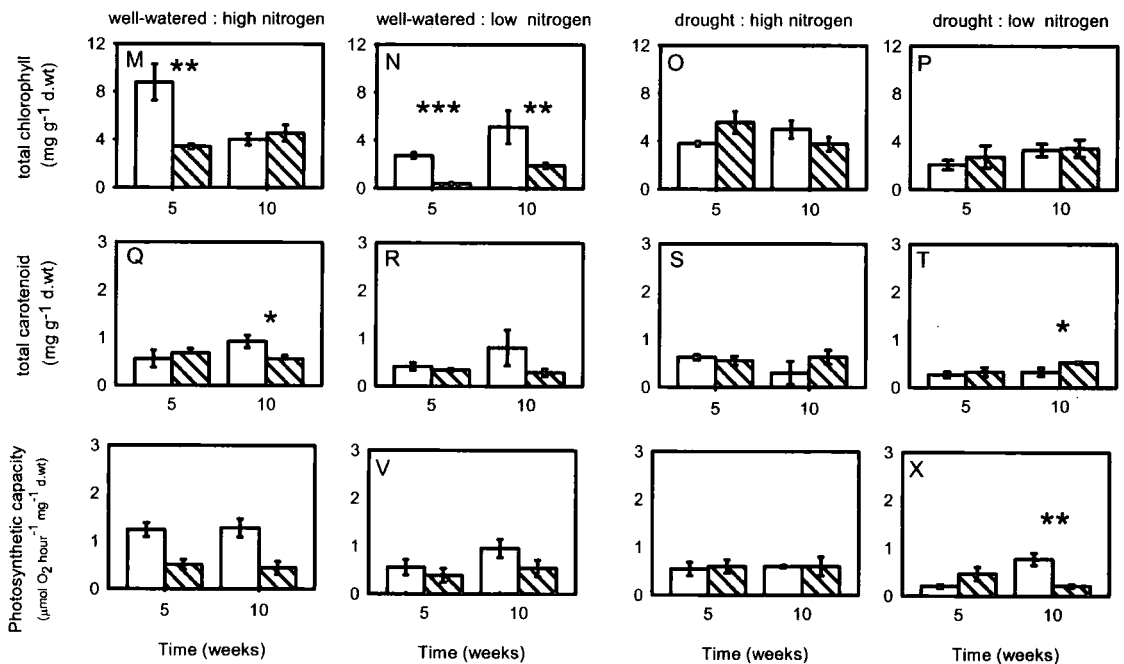 well-watered : high nitrogen well-watered : low nitrogen drought : high nitrogen drought : low nitrogen
total chlorophyll
(mg g⁻¹ d.wt)
12 M ** 12 N *** ** 12 O 12 P
8 8 8 8
4 4 4 4
0 0 0 0
5 10 5 10 5 10 5 10
total carotenoid
(mg g⁻¹ d.wt)
3 Q * 3 R 3 S 3 T *
2 2 2 2
1 1 1 1
0 0 0 0
5 10 5 10 5 10 5 10
Photosynthetic capacity
(μmol O₂ hour⁻¹ mg⁻¹ d.wt)
3 3 V 3 3 X **
2 2 2 2
1 1 1 1
0 0 0 0
5 10 5 10 5 10 5 10
Time (weeks) Time (weeks) Time (weeks) Time (weeks)